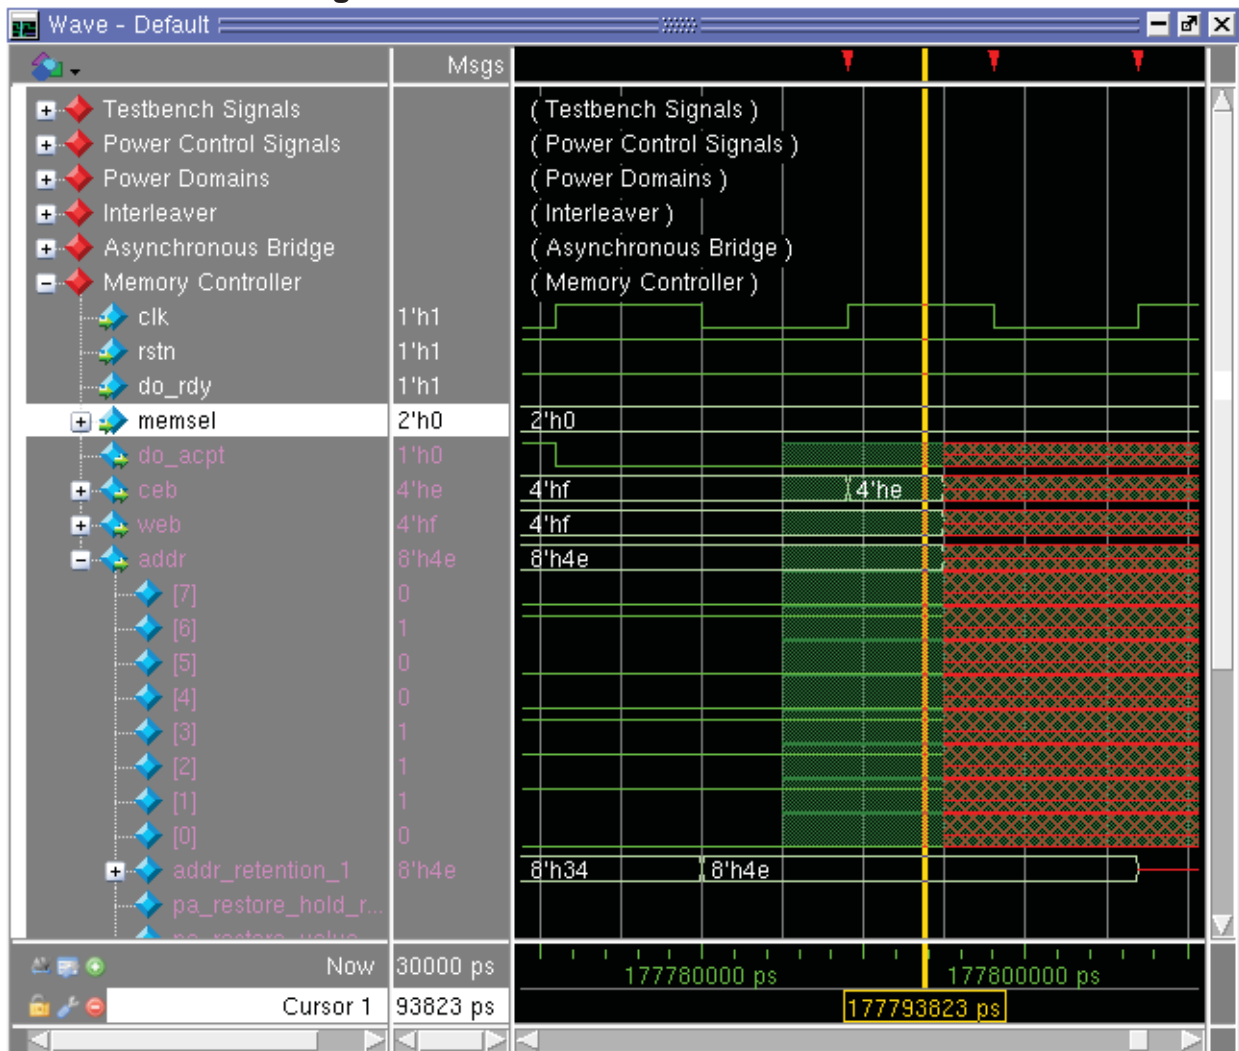 Wave - Default
Msgs
Testbench Signals ( Testbench Signals )
Power Control Signals ( Power Control Signals )
Power Domains ( Power Domains )
Interleaver ( Interleaver )
Asynchronous Bridge ( Asynchronous Bridge )
Memory Controller ( Memory Controller )
clk 1'h1
rstn 1'h1
do_rdy 1'h1
memsel 2'h0 2'h0
do_acpt 1'h0
ceb 4'he 4'hf 4'he
web 4'hf 4'hf
addr 8'h4e 8'h4e
[7] 0
[6] 1
[5] 0
[4] 0
[3] 1
[2] 1
[1] 1
[0] 0
addr_retention_1 8'h4e 8'h34 8'h4e
pa_restore_hold_r...
Now 30000 ps 177780000 ps 177800000 ps
Cursor 1 93823 ps 177793823 ps